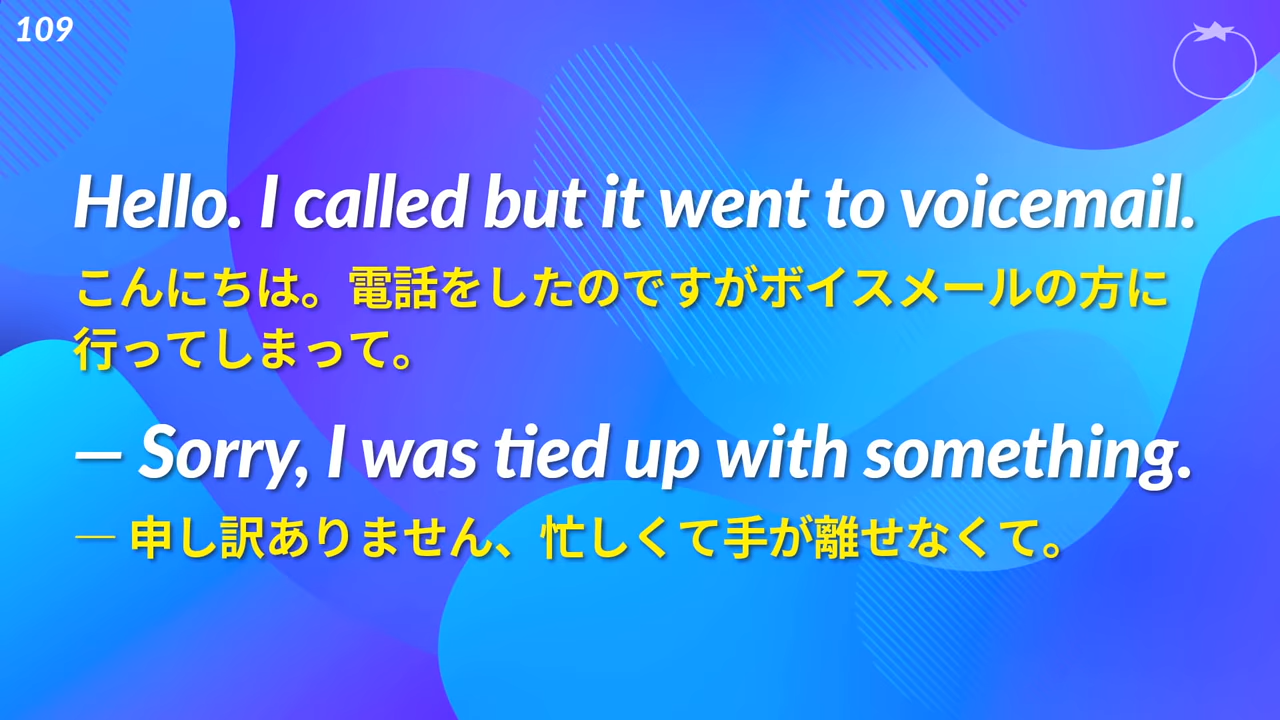 109
Hello. I called but it went to voicemail.
こんにちは。電話をしたのですがボイスメールの方に
行ってしまって。
— Sorry, I was tied up with something.
— 申し訳ありません、忙しくて手が離せなくて。